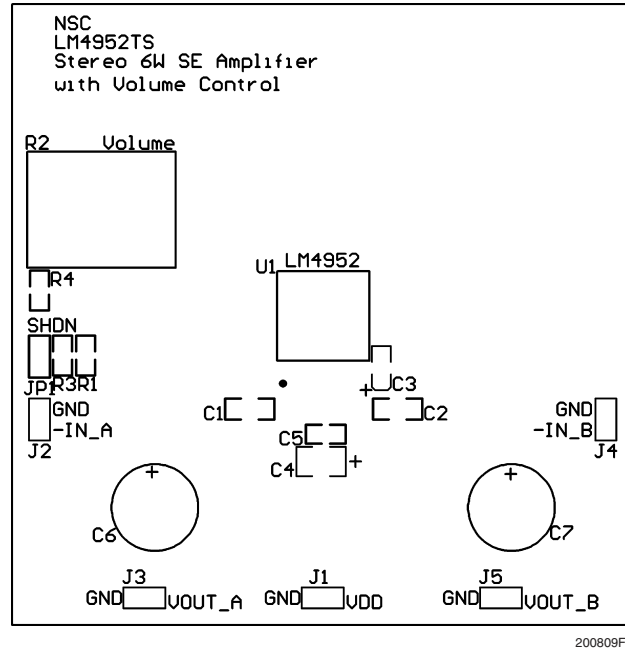 NSC
LM4952TS
Stereo 6W SE Amplifier
with Volume Control
R2 Volume
U1 LM4952
R4
SHDN
JP1 R3 R1
C3
+
GND
-IN_A
J2
C1
C2
GND
-IN_B
J4
C5
C4 +
+
C6
+
C7
J3
GND VOUT_A
J1
GND VDD
J5
GND VOUT_B